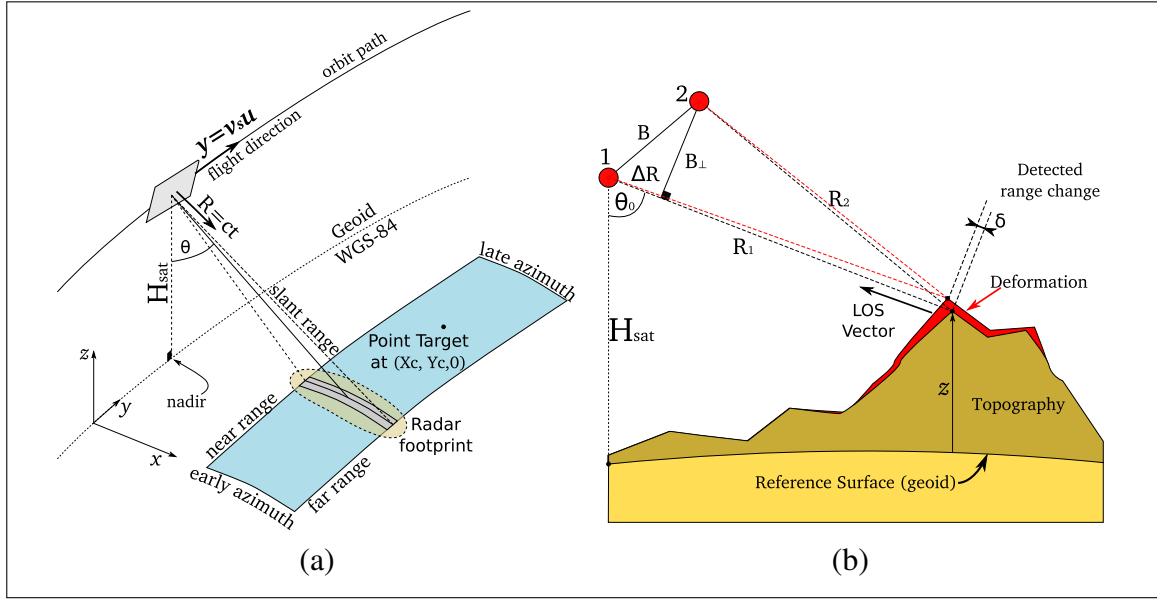 orbit path
y=vₛu
flight direction
R=ct
θ
Hsat
Geoid
WGS-84
slant range
late azimuth
Point Target
at (Xc, Yc,0)
z
y
x
nadir
near range
Radar
footprint
early azimuth
far range
(a)
2
B
1
B⊥
ΔR
θ₀
R₂
R₁
Detected
range change
δ
Deformation
LOS
Vector
Hsat
z
Topography
Reference Surface (geoid)
(b)